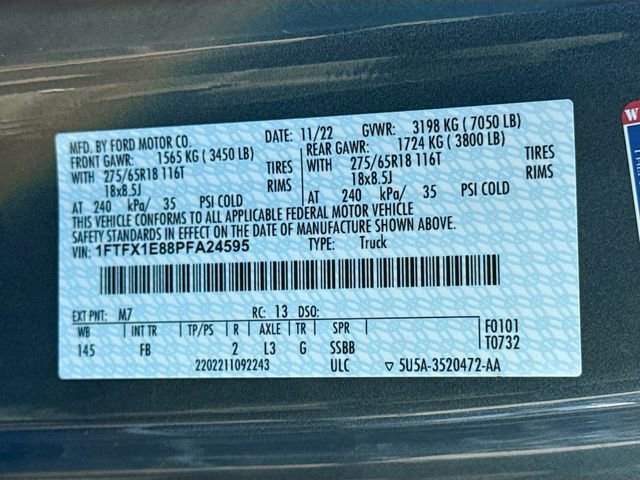 MFD. BY FORD MOTOR CO. DATE: 11/22 GVWR: 3198 KG ( 7050 LB)
FRONT GAWR: 1565 KG ( 3450 LB) REAR GAWR: 1724 KG ( 3800 LB)
WITH 275/65R18 116T TIRES WITH 275/65R18 116T TIRES
18x8.5J RIMS 18x8.5J RIMS
AT 240 kPa/ 35 PSI COLD AT 240 kPa/ 35 PSI COLD
THIS VEHICLE CONFORMS TO ALL APPLICABLE FEDERAL MOTOR VEHICLE
SAFETY STANDARDS IN EFFECT ON THE DATE OF MANUFACTURE SHOWN ABOVE.
VIN: 1FTFX1E88PFA24595 TYPE: Truck
EXT PNT: M7 RC: 13 DSO:
WB INT TR TP/PS R AXLE TR SPR F0101
145 FB 2 L3 G SSBB T0732
2202211092243 ULC ▽ 5U5A-3520472-AA
W